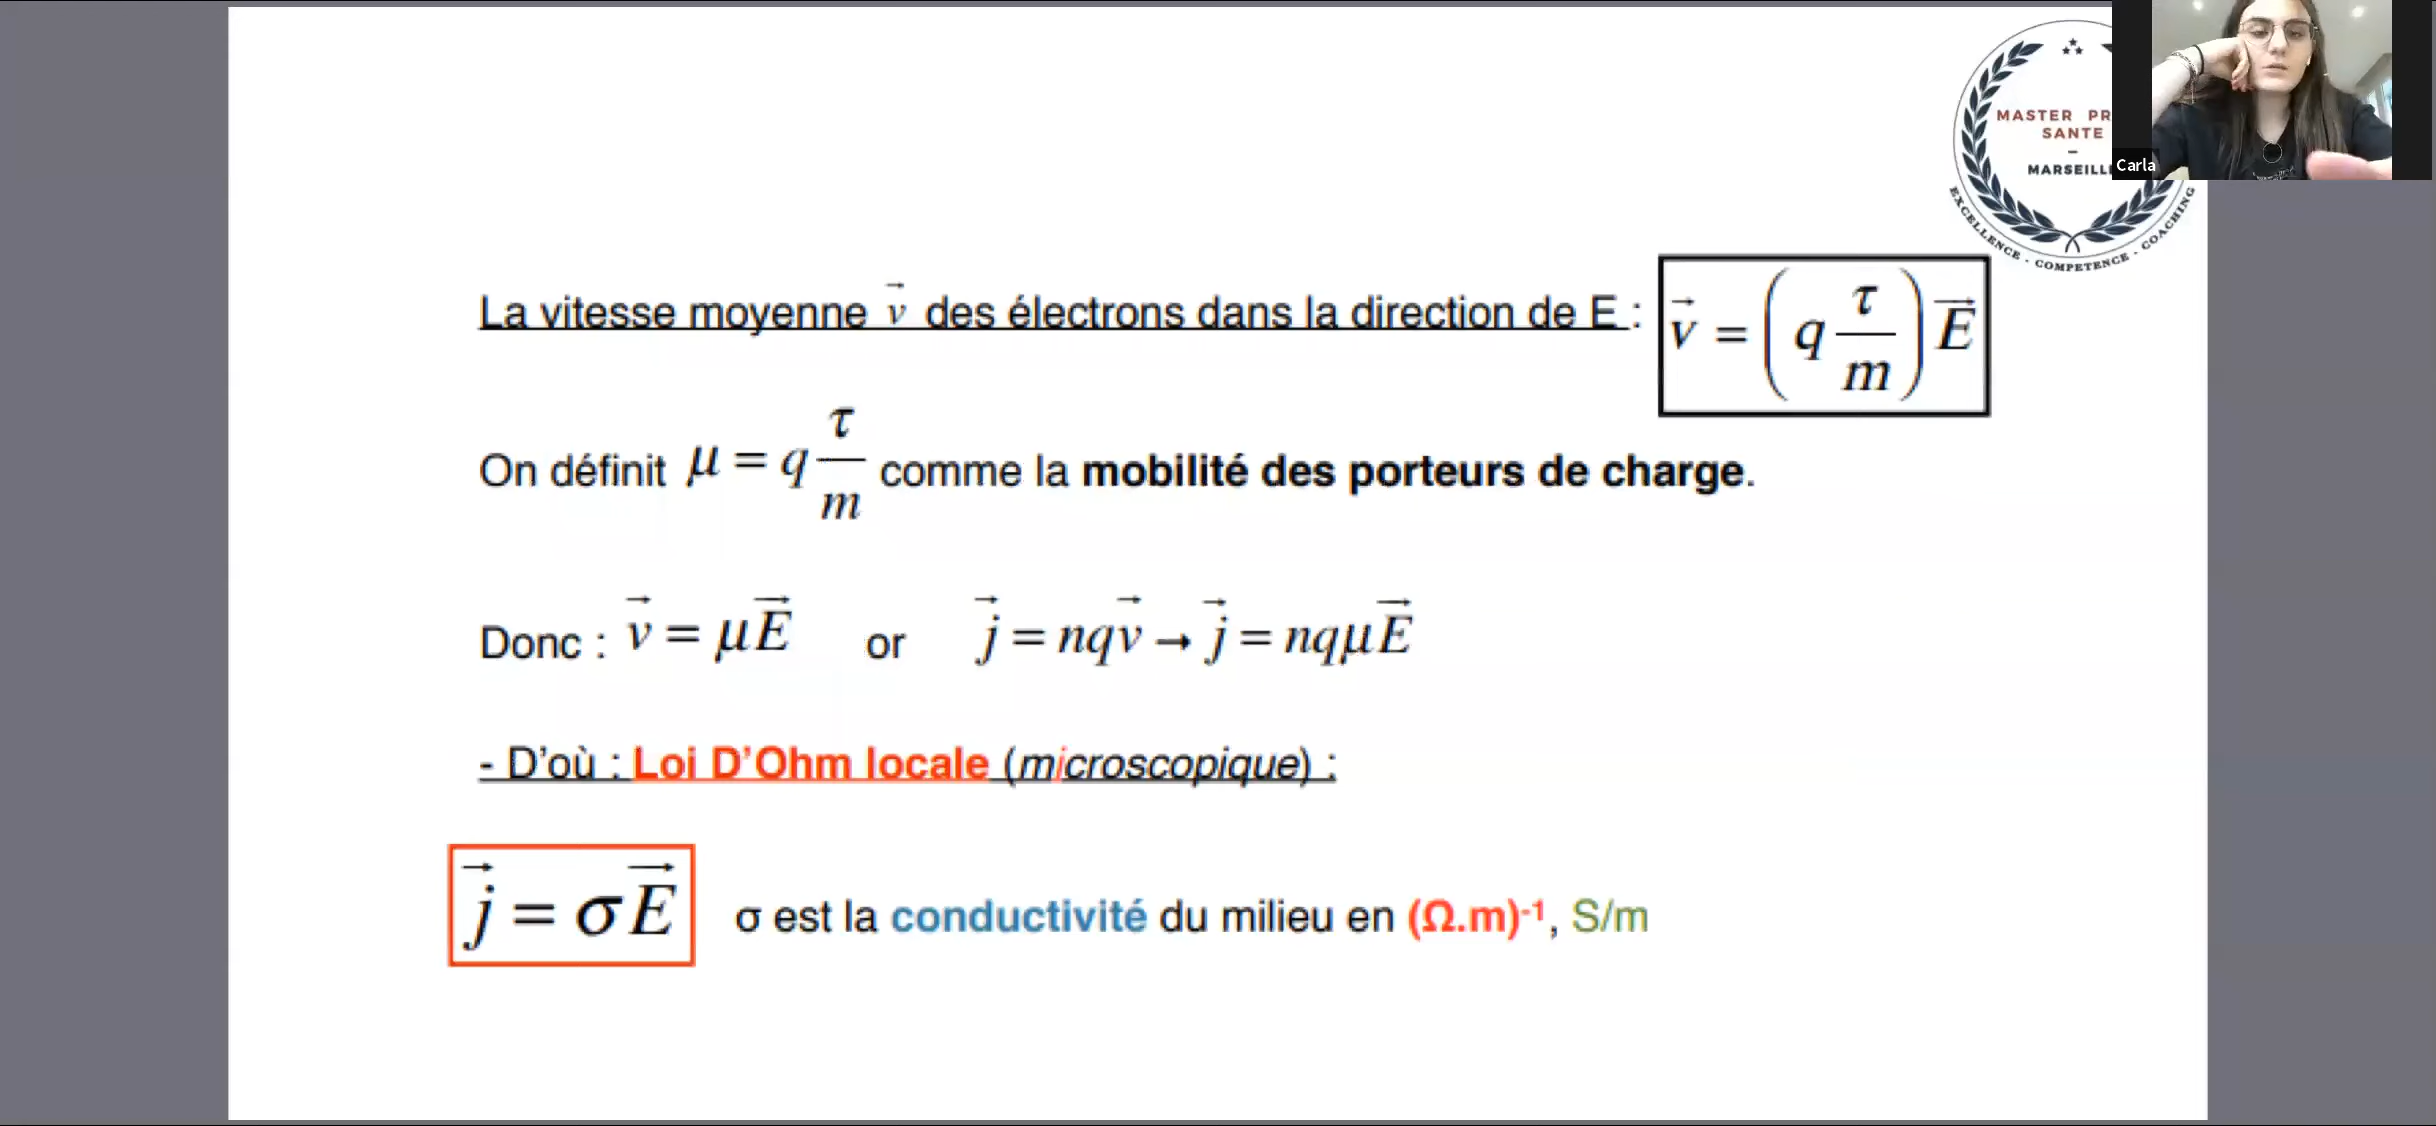 MASTER PR
SANTE
–
MARSEILL
EXCELLENCE - COMPETENCE - COACHING
Carla
La vitesse moyenne v⃗ des électrons dans la direction de E : v⃗ = (q τ/m) E⃗
On définit μ = q τ/m comme la mobilité des porteurs de charge.
Donc : v⃗ = μE⃗ or j⃗ = nqv⃗ → j⃗ = nqμE⃗
- D'où : Loi D'Ohm locale (microscopique) :
j⃗ = σE⃗ σ est la conductivité du milieu en (Ω.m)⁻¹, S/m